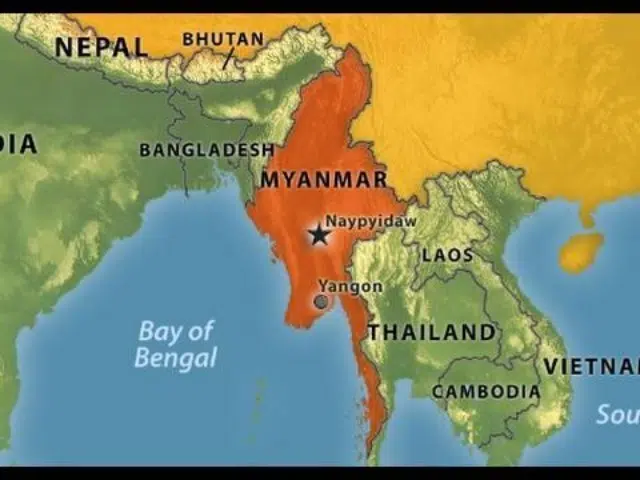 NEPAL
BHUTAN
DIA
BANGLADESH
MYANMAR
Naypyidaw
LAOS
Yangon
Bay of
Bengal
THAILAND
VIETNA
CAMBODIA
Sou